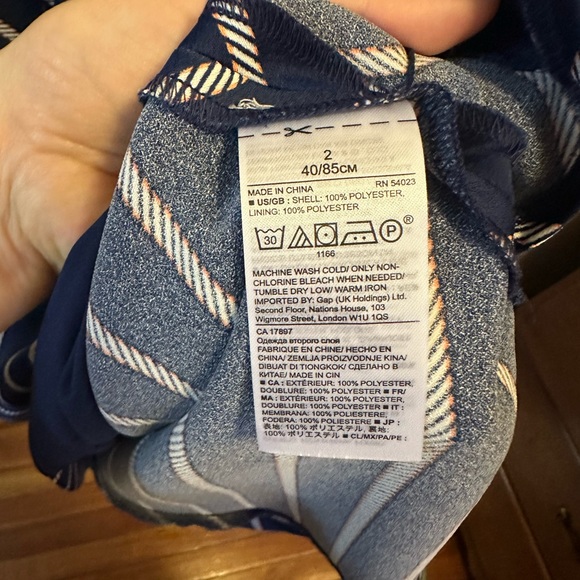 2
40/85CM
MADE IN CHINA RN 54023
■ US/GB : SHELL: 100% POLYESTER,
LINING: 100% POLYESTER
30 P ®
1166
MACHINE WASH COLD/ ONLY NON-
CHLORINE BLEACH WHEN NEEDED/
TUMBLE DRY LOW/ WARM IRON
IMPORTED BY: Gap (UK Holdings) Ltd.
Second Floor, Nations House, 103
Wigmore Street, London W1U 1QS
CA 17897
Одежда второго слоя
FABRIQUE EN CHINE/ HECHO EN
CHINA/ ZEMLJA PROIZVODNJE KINA/
DIBUAT DI TIONGKOK/ СДЕЛАНО В
КИТАЕ/ MADE IN CIN
■ CA : EXTÉRIEUR: 100% POLYESTER,
DOUBLURE: 100% POLYESTER ■ FR/
MA : EXTÉRIEUR: 100% POLYESTER,
DOUBLURE: 100% POLYESTER ■ IT :
MEMBRANA: 100% POLIESTERE,
FODERA: 100% POLIESTERE ■ JP :
表地: 100% ポリエステル, 裏地:
100% ポリエステル ■ CL/MX/PA/PE :